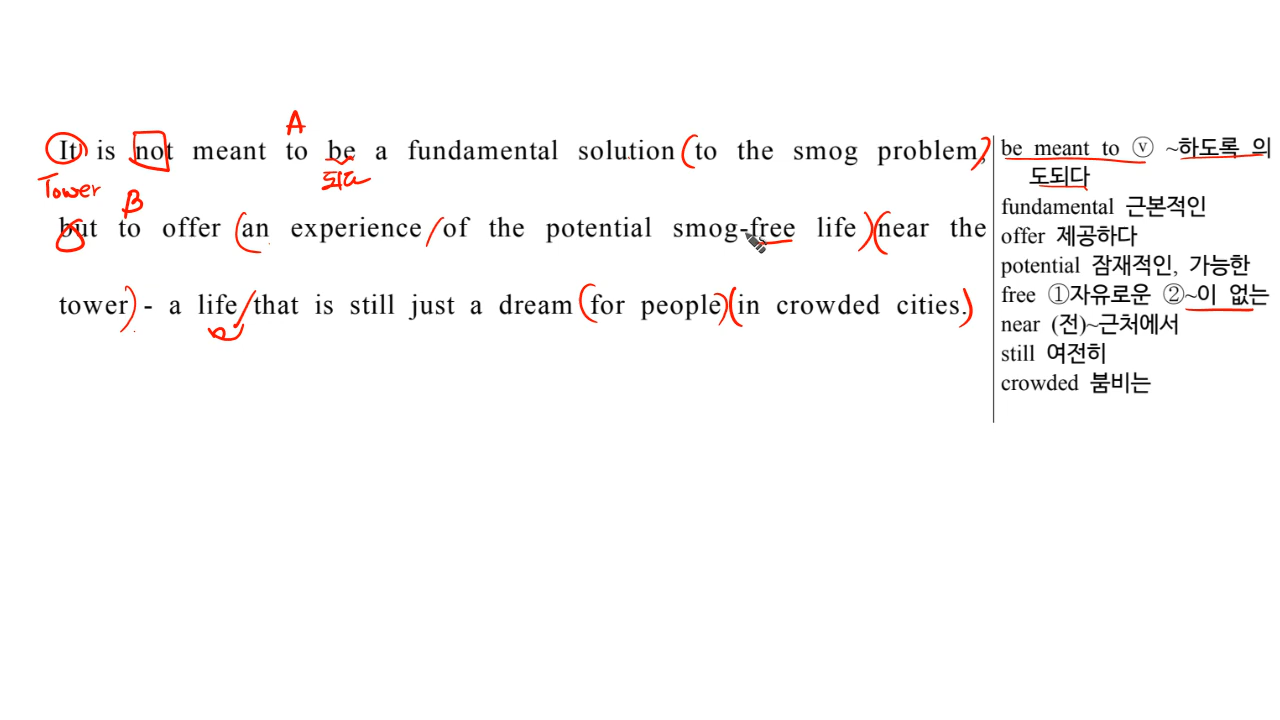 A
It is not meant to be a fundamental solution (to the smog problem,)
Tower
되다
B
but to offer (an experience / of the potential smog-free life) (near the
tower) - a life / that is still just a dream (for people) (in crowded cities.)
be meant to ⓥ ~하도록 의
도되다
fundamental 근본적인
offer 제공하다
potential 잠재적인, 가능한
free ①자유로운 ②~이 없는
near (전)~근처에서
still 여전히
crowded 붐비는